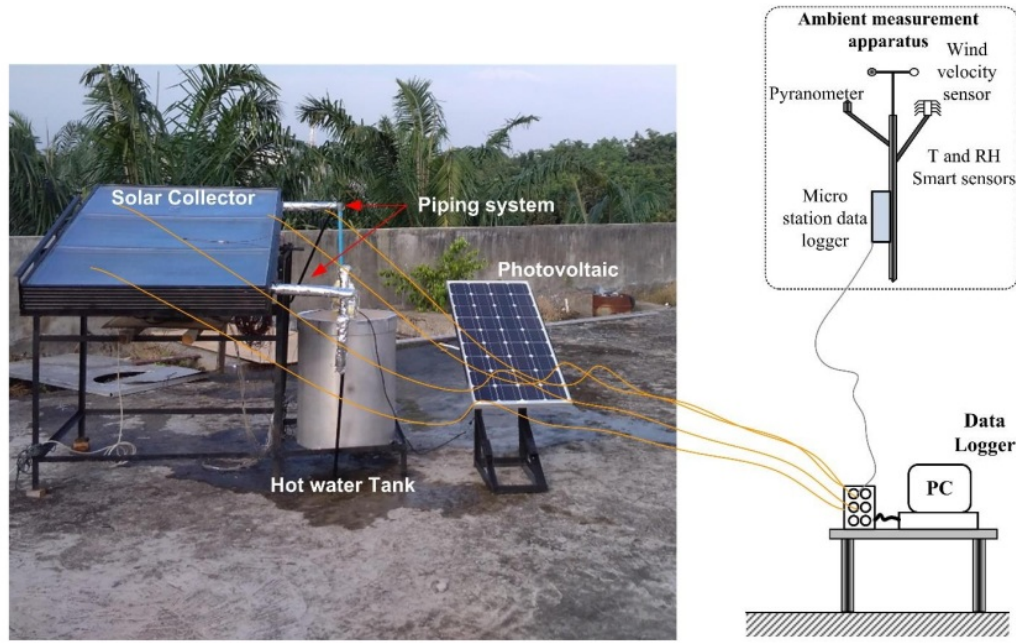 Ambient measurement
apparatus
Wind
velocity
sensor
Pyranometer
T and RH
Smart sensors
Micro
station data
logger
Solar Collector
Piping system
Photovoltaic
Hot water Tank
Data
Logger
PC